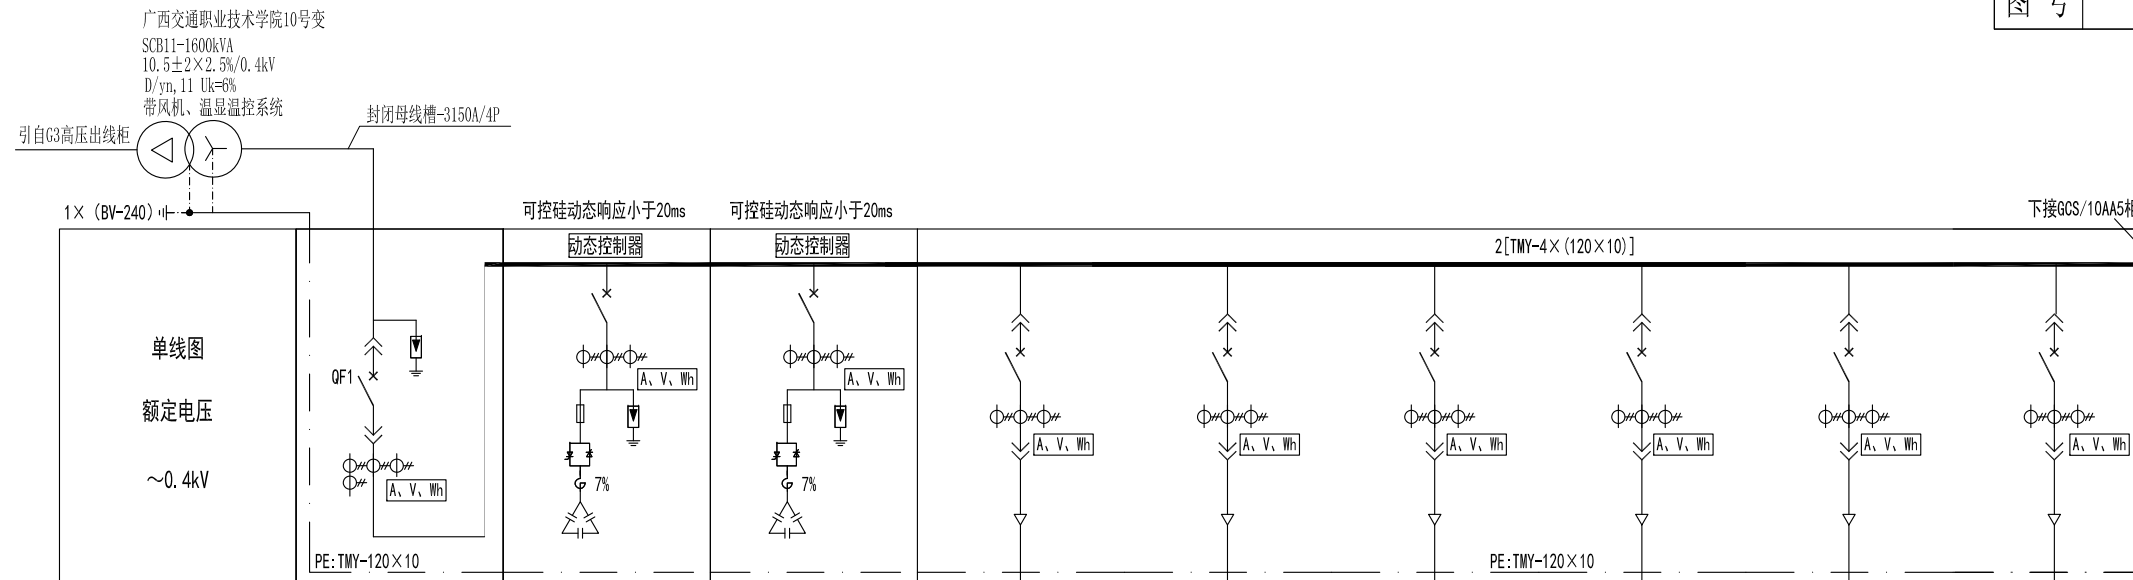 图 号
广西交通职业技术学院10号变
SCB11-1600kVA
10.5±2×2.5%/0.4kV
D/yn,11 Uk=6%
带风机、温显温控系统
引自G3高压出线柜
封闭母线槽-3150A/4P
1×（BV-240）
可控硅动态响应小于20ms
可控硅动态响应小于20ms
下接GCS/10AA5柜
动态控制器
动态控制器
2[TMY-4×(120×10)]
单线图
额定电压
～0.4kV
QF1
A、V、Wh
A、V、Wh
A、V、Wh
A、V、Wh
A、V、Wh
A、V、Wh
A、V、Wh
A、V、Wh
A、V、Wh
7%
7%
PE:TMY-120×10
PE:TMY-120×10